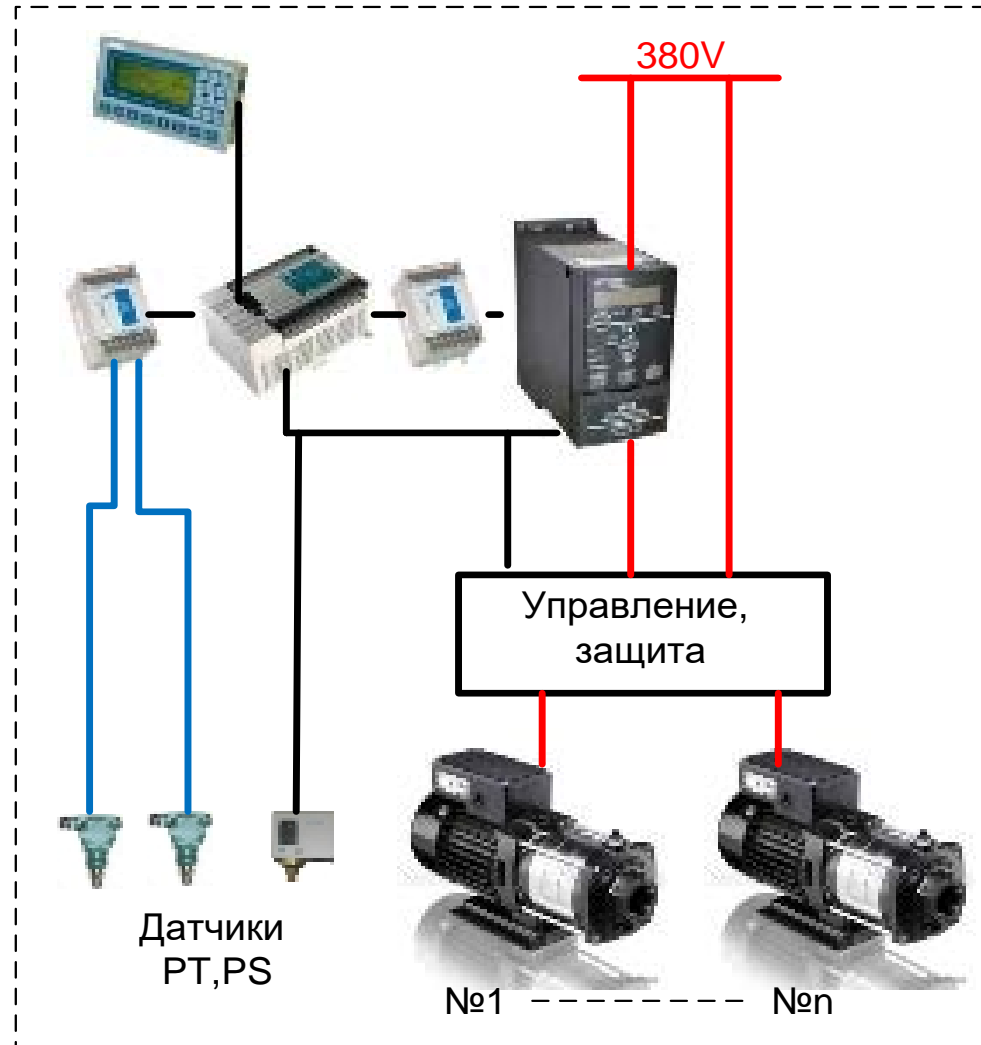 380V
Управление,
защита
Датчики
PT,PS
№1
№n